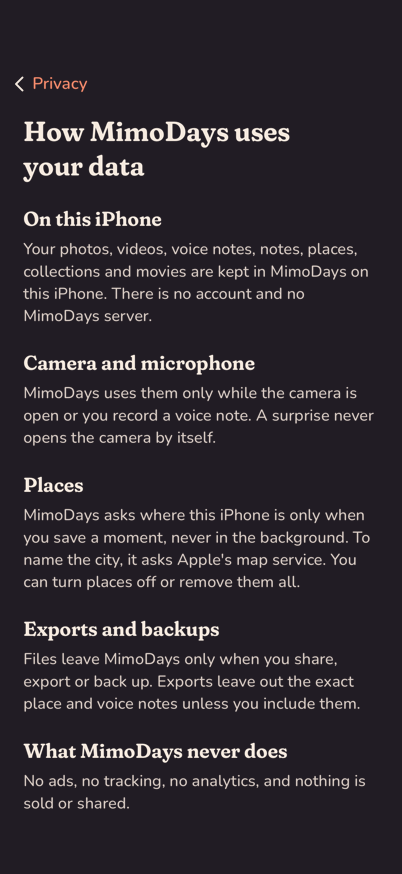 Privacy
How MimoDays uses
your data
On this iPhone
Your photos, videos, voice notes, notes, places,
collections and movies are kept in MimoDays on
this iPhone. There is no account and no
MimoDays server.
Camera and microphone
MimoDays uses them only while the camera is
open or you record a voice note. A surprise never
opens the camera by itself.
Places
MimoDays asks where this iPhone is only when
you save a moment, never in the background. To
name the city, it asks Apple's map service. You
can turn places off or remove them all.
Exports and backups
Files leave MimoDays only when you share,
export or back up. Exports leave out the exact
place and voice notes unless you include them.
What MimoDays never does
No ads, no tracking, no analytics, and nothing is
sold or shared.